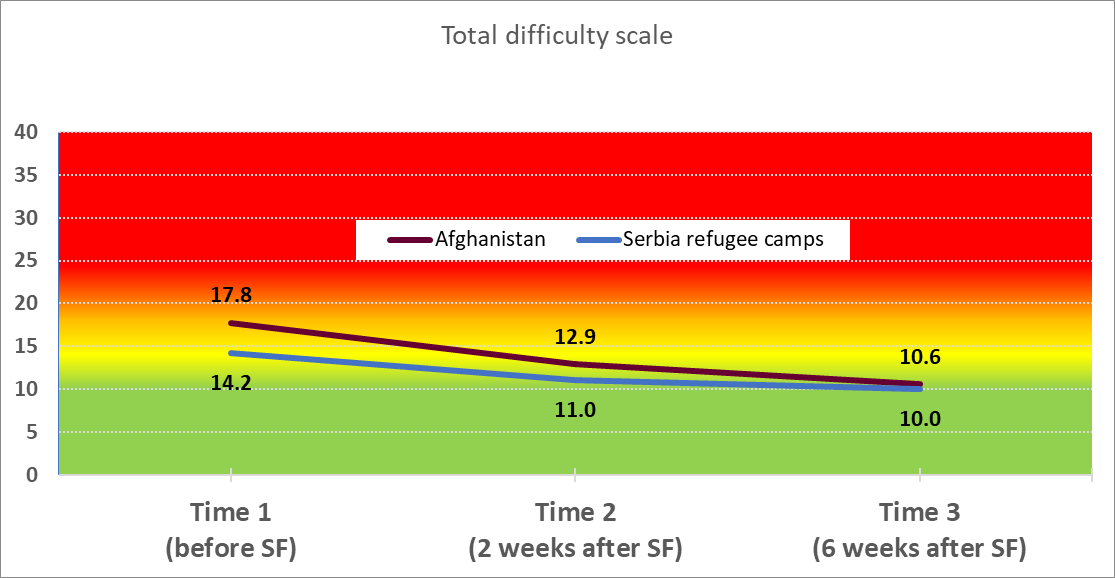 Total difficulty scale
40
35
30
Afghanistan Serbia refugee camps
25
17.8
20
12.9
15
10.6
14.2
10
11.0
10.0
5
0
Time 1
(before SF)
Time 2
(2 weeks after SF)
Time 3
(6 weeks after SF)